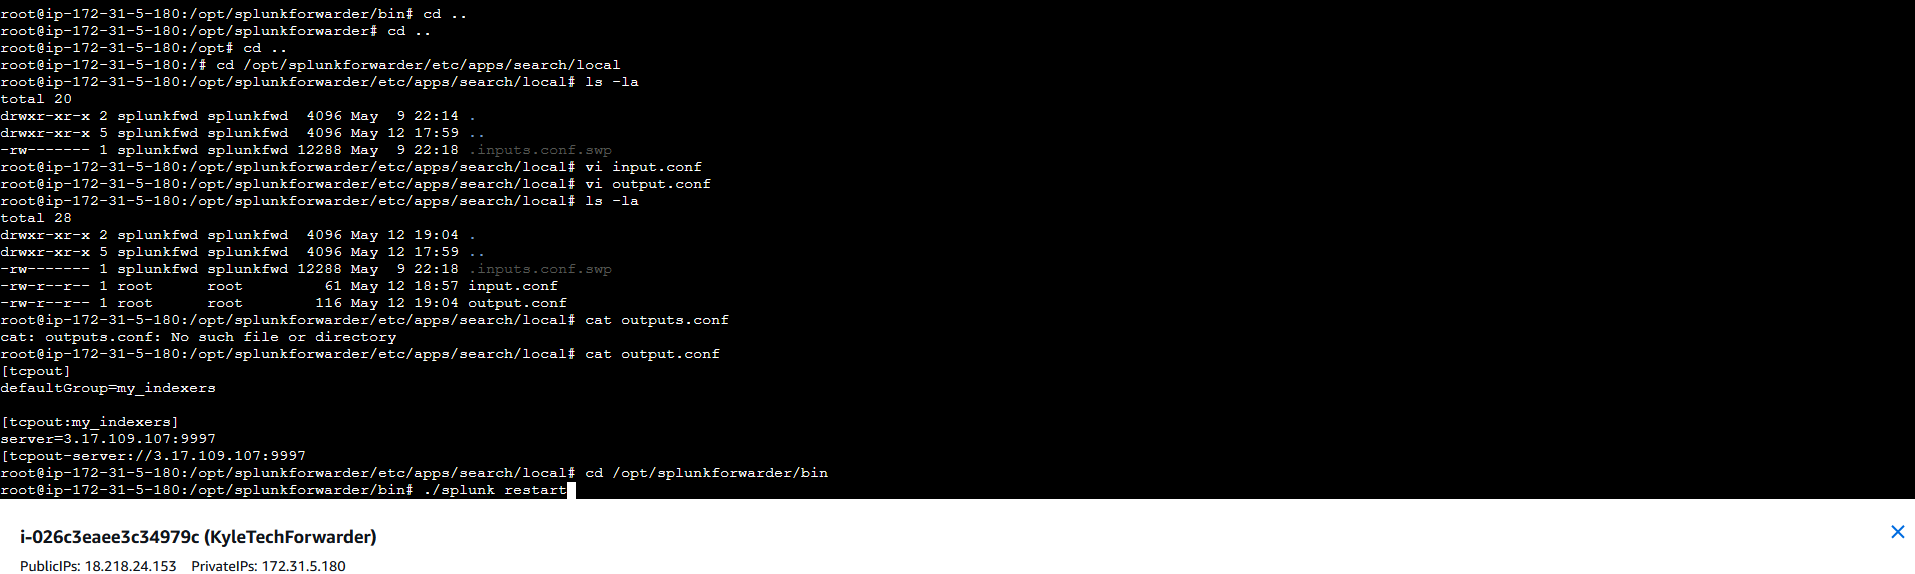 root@ip-172-31-5-180:/opt/splunkforwarder/bin# cd ..
root@ip-172-31-5-180:/opt/splunkforwarder# cd ..
root@ip-172-31-5-180:/opt# cd ..
root@ip-172-31-5-180:/# cd /opt/splunkforwarder/etc/apps/search/local
root@ip-172-31-5-180:/opt/splunkforwarder/etc/apps/search/local# ls -la
total 20
drwxr-xr-x 2 splunkfwd splunkfwd  4096 May  9 22:14 .
drwxr-xr-x 5 splunkfwd splunkfwd  4096 May 12 17:59 ..
-rw------- 1 splunkfwd splunkfwd 12288 May  9 22:18 .inputs.conf.swp
root@ip-172-31-5-180:/opt/splunkforwarder/etc/apps/search/local# vi input.conf
root@ip-172-31-5-180:/opt/splunkforwarder/etc/apps/search/local# vi output.conf
root@ip-172-31-5-180:/opt/splunkforwarder/etc/apps/search/local# ls -la
total 28
drwxr-xr-x 2 splunkfwd splunkfwd  4096 May 12 19:04 .
drwxr-xr-x 5 splunkfwd splunkfwd  4096 May 12 17:59 ..
-rw------- 1 splunkfwd splunkfwd 12288 May  9 22:18 .inputs.conf.swp
-rw-r--r-- 1 root      root         61 May 12 18:57 input.conf
-rw-r--r-- 1 root      root        116 May 12 19:04 output.conf
root@ip-172-31-5-180:/opt/splunkforwarder/etc/apps/search/local# cat outputs.conf
cat: outputs.conf: No such file or directory
root@ip-172-31-5-180:/opt/splunkforwarder/etc/apps/search/local# cat output.conf
[tcpout]
defaultGroup=my_indexers

[tcpout:my_indexers]
server=3.17.109.107:9997
[tcpout-server://3.17.109.107:9997
root@ip-172-31-5-180:/opt/splunkforwarder/etc/apps/search/local# cd /opt/splunkforwarder/bin
root@ip-172-31-5-180:/opt/splunkforwarder/bin# ./splunk restart
i-026c3eaee3c34979c (KyleTechForwarder)
PublicIPs: 18.218.24.153 PrivateIPs: 172.31.5.180